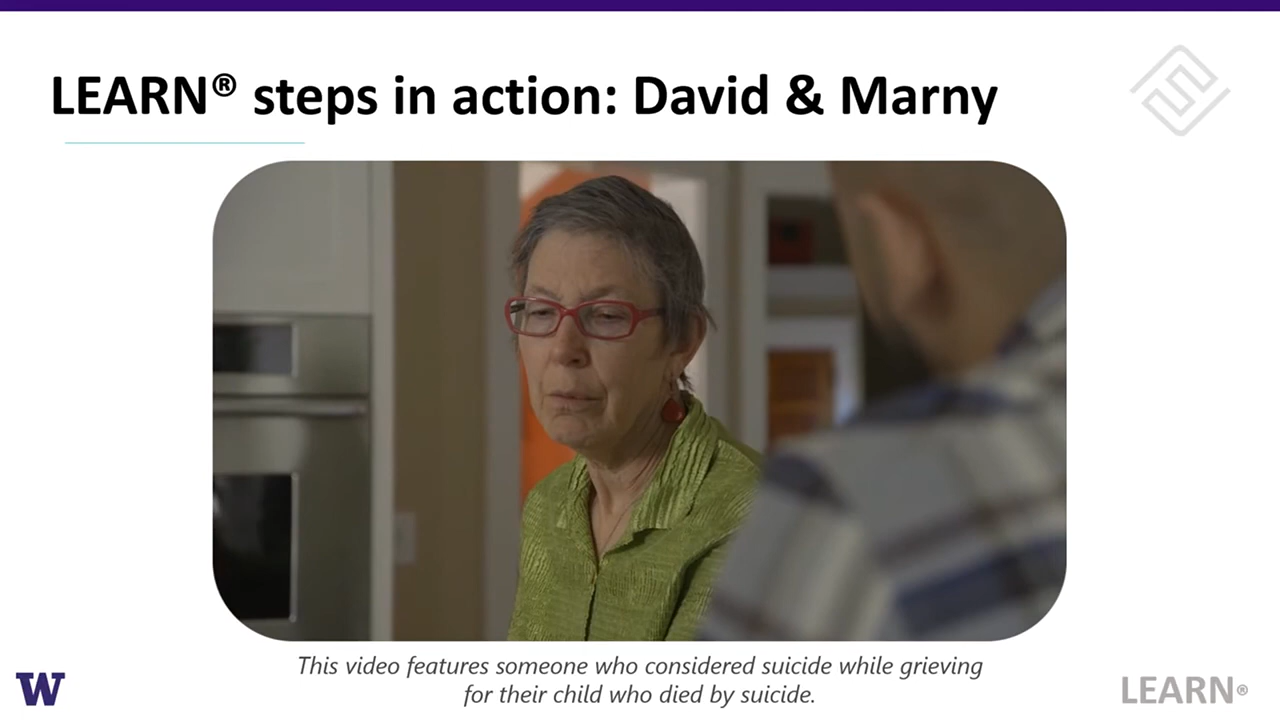 LEARN® steps in action: David & Marny
This video features someone who considered suicide while grieving
for their child who died by suicide.
W
LEARN®